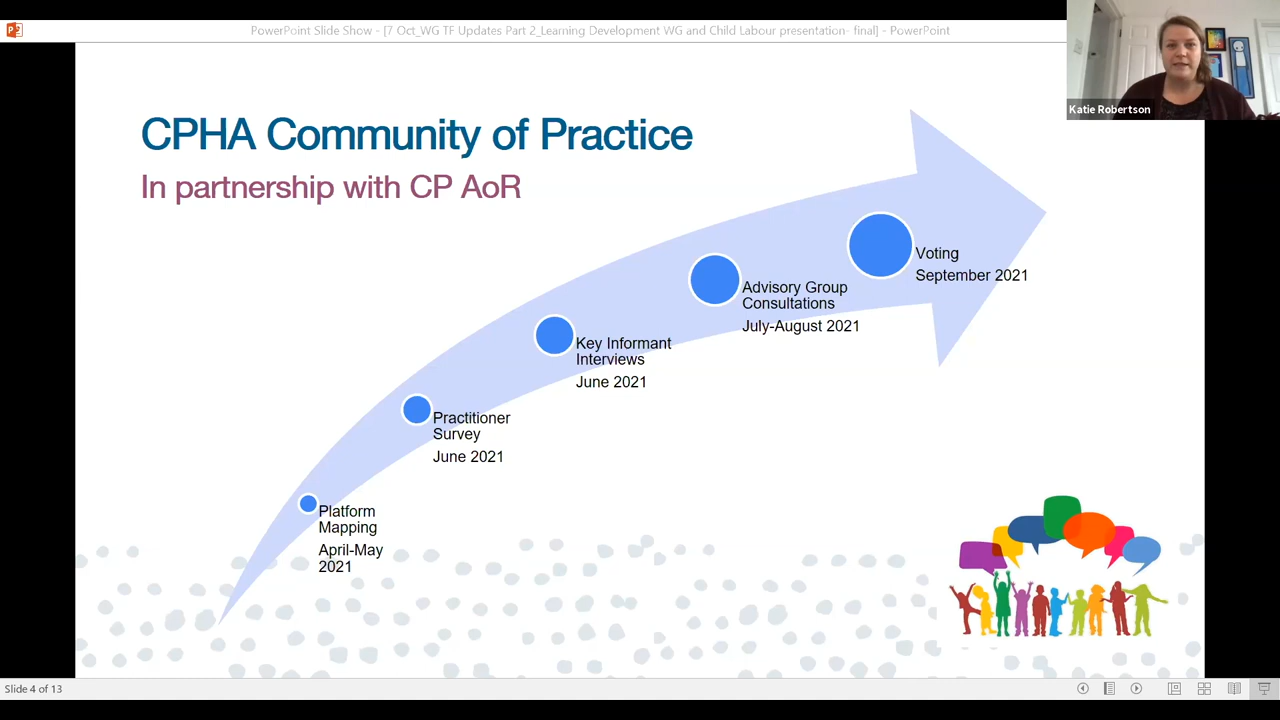 PowerPoint Slide Show - [7 Oct_WG TF Updates Part 2_Learning Development WG and Child Labour presentation- final] - PowerPoint
Katie Robertson
CPHA Community of Practice
In partnership with CP AoR
Voting
September 2021
Advisory Group
Consultations
July-August 2021
Key Informant
Interviews
June 2021
Practitioner
Survey
June 2021
Platform
Mapping
April-May
2021
Slide 4 of 13